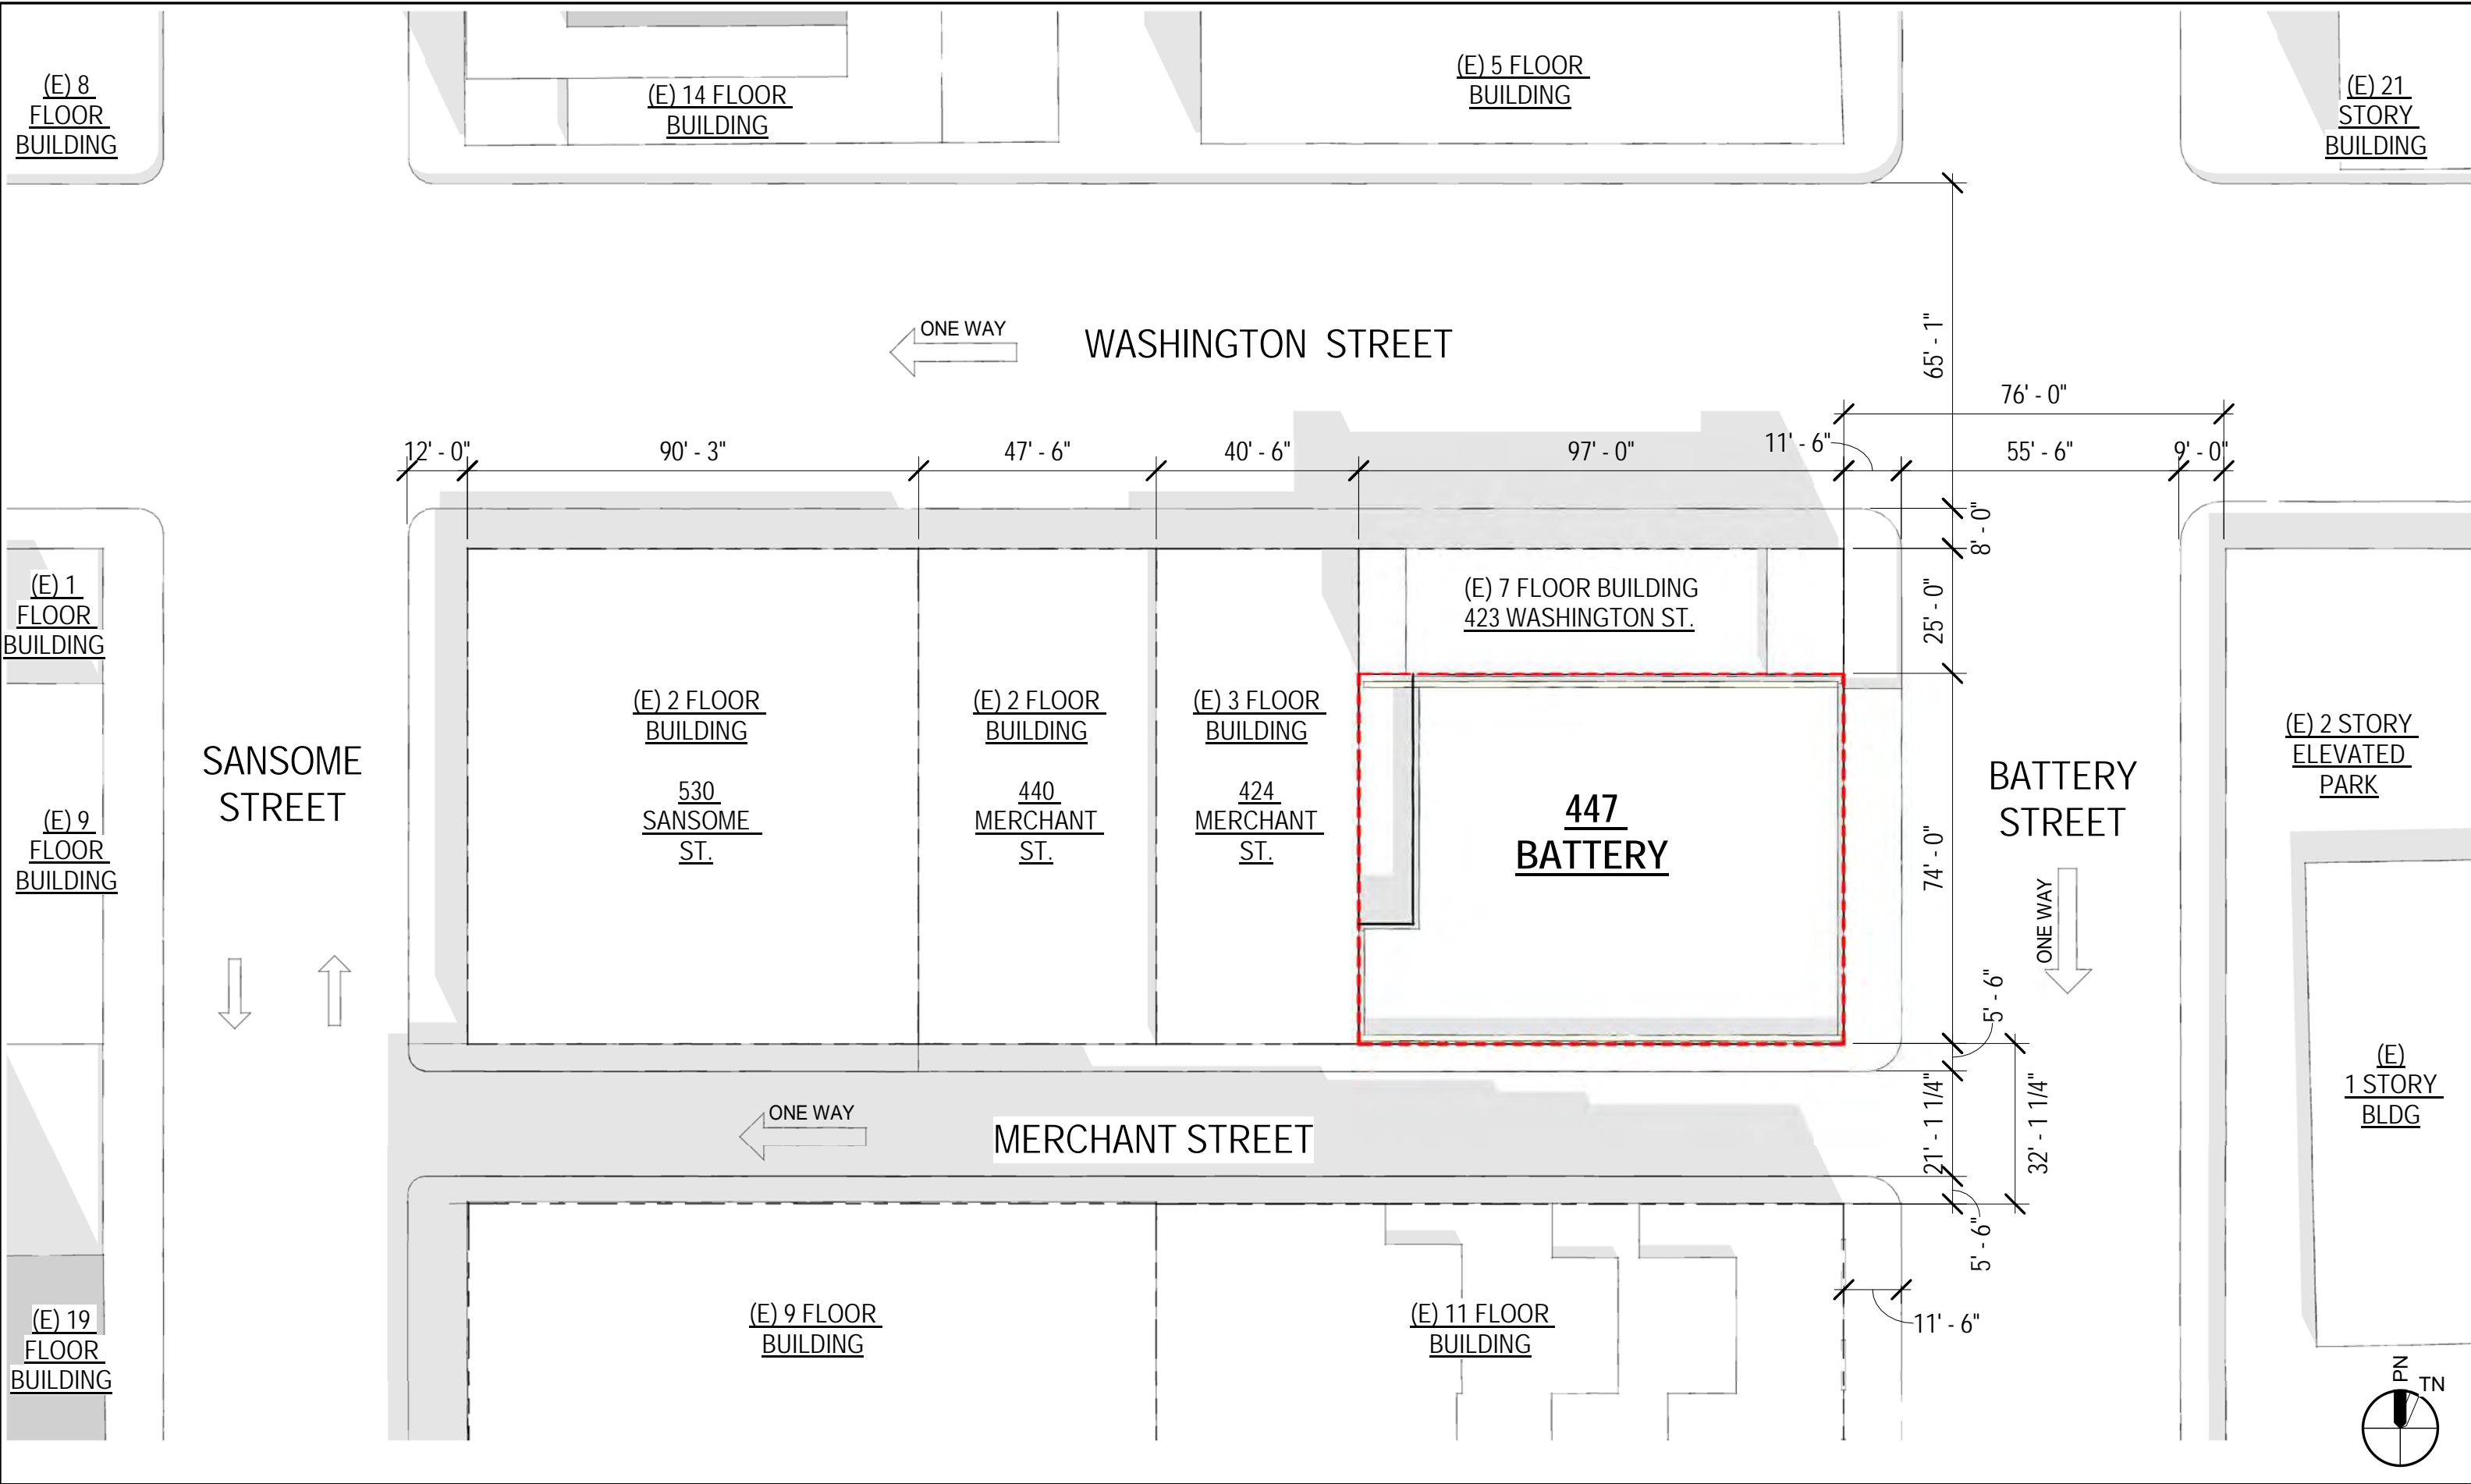 (E) 8
FLOOR
BUILDING
(E) 14 FLOOR
BUILDING
(E) 5 FLOOR
BUILDING
(E) 21
STORY
BUILDING
ONE WAY
WASHINGTON STREET
65' - 1"
76' - 0"
12' - 0"
90' - 3"
47' - 6"
40' - 6"
97' - 0"
11' - 6"
55' - 6"
9' - 0"
8' - 0"
25' - 0"
(E) 1
FLOOR
BUILDING
(E) 7 FLOOR BUILDING
423 WASHINGTON ST.
(E) 2 FLOOR
BUILDING
530
SANSOME
ST.
(E) 2 FLOOR
BUILDING
440
MERCHANT
ST.
(E) 3 FLOOR
BUILDING
424
MERCHANT
ST.
447
BATTERY
SANSOME
STREET
BATTERY
STREET
ONE WAY
74' - 0"
(E) 2 STORY
ELEVATED
PARK
(E) 9
FLOOR
BUILDING
5' - 6"
21' - 1 1/4"
32' - 1 1/4"
5' - 6"
11' - 6"
ONE WAY
MERCHANT STREET
(E)
1 STORY
BLDG
(E) 19
FLOOR
BUILDING
(E) 9 FLOOR
BUILDING
(E) 11 FLOOR
BUILDING
PN
TN